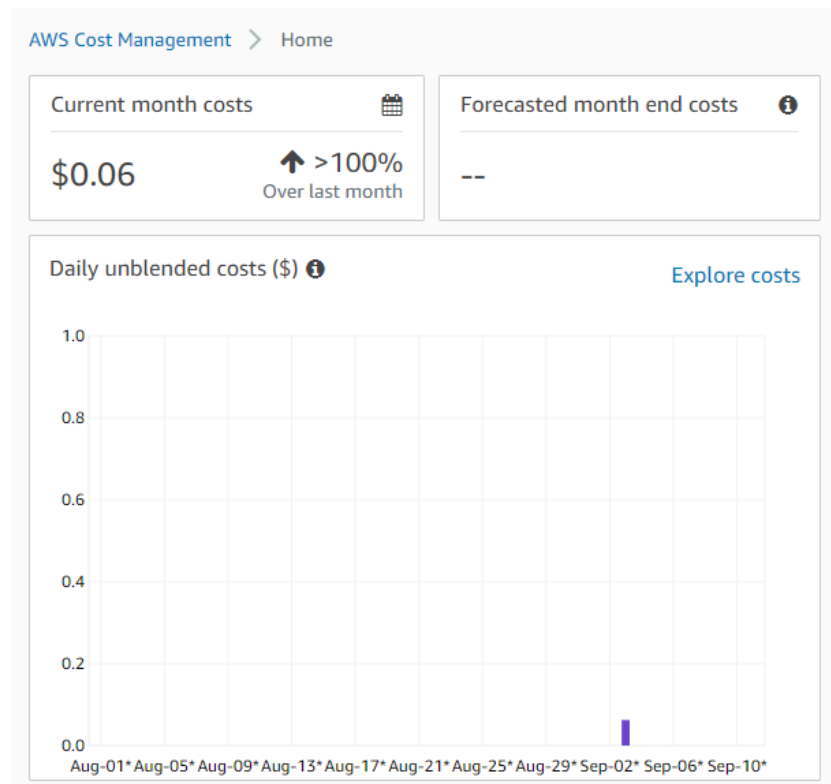 AWS Cost Management > Home
Current month costs
$0.06
>100%
Over last month
Forecasted month end costs
--
Daily unblended costs ($)
Explore costs
1.0
0.8
0.6
0.4
0.2
0.0
Aug-01* Aug-05* Aug-09* Aug-13* Aug-17* Aug-21* Aug-25* Aug-29* Sep-02* Sep-06* Sep-10*